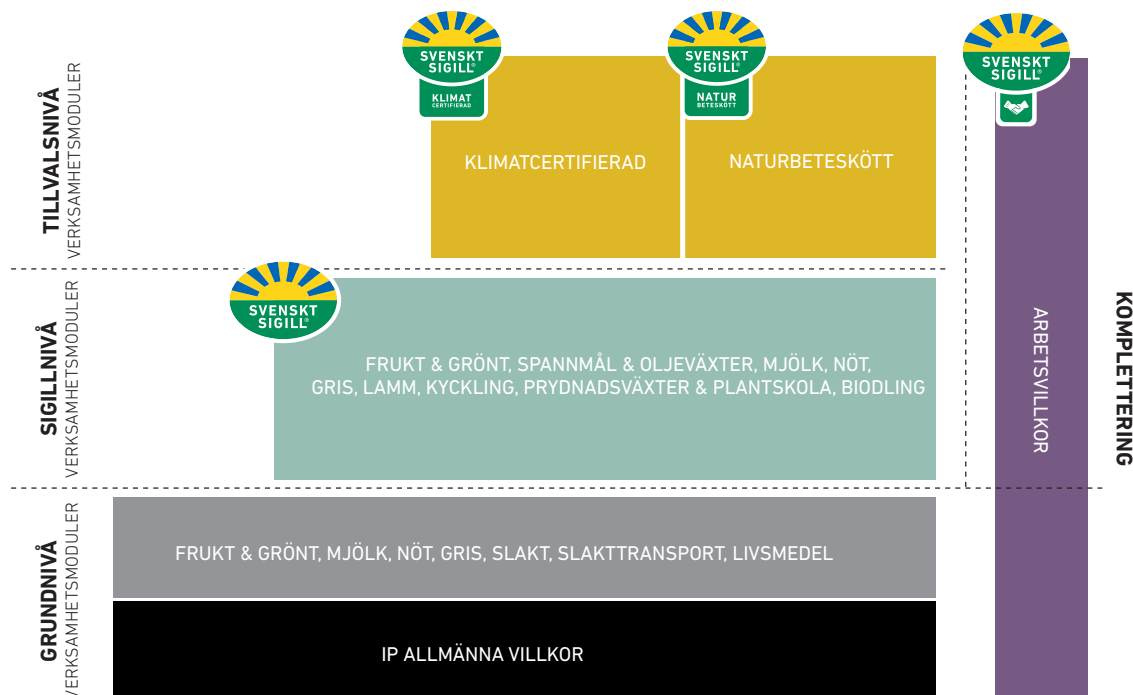 TILLVALSNIVÅ
VERKSAMHETSMODULER
SVENSKT
SIGILL®
KLIMAT
CERTIFIERAD
KLIMATCERTIFIERAD
SVENSKT
SIGILL®
NATUR
BETESKÖTT
NATURBETESKÖTT
SVENSKT
SIGILL®
SIGILLNIVÅ
VERKSAMHETSMODULER
SVENSKT
SIGILL®
FRUKT & GRÖNT, SPANNMÅL & OLJEVÄXTER, MJÖLK, NÖT,
GRIS, LAMM, KYCKLING, PRYDNADSVÄXTER & PLANTSKOLA, BIODLING
ARBETSVILLKOR
KOMPLETTERING
GRUNDNIVÅ
VERKSAMHETSMODULER
FRUKT & GRÖNT, MJÖLK, NÖT, GRIS, SLAKT, SLAKTTRANSPORT, LIVSMEDEL
IP ALLMÄNNA VILLKOR